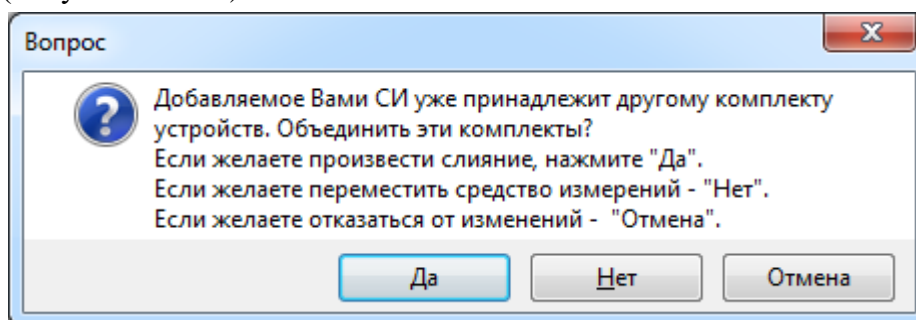 Вопрос
Добавляемое Вами СИ уже принадлежит другому комплекту
устройств. Объединить эти комплекты?
Если желаете произвести слияние, нажмите "Да".
Если желаете переместить средство измерений - "Нет".
Если желаете отказаться от изменений -  "Отмена".
Да
Нет
Отмена